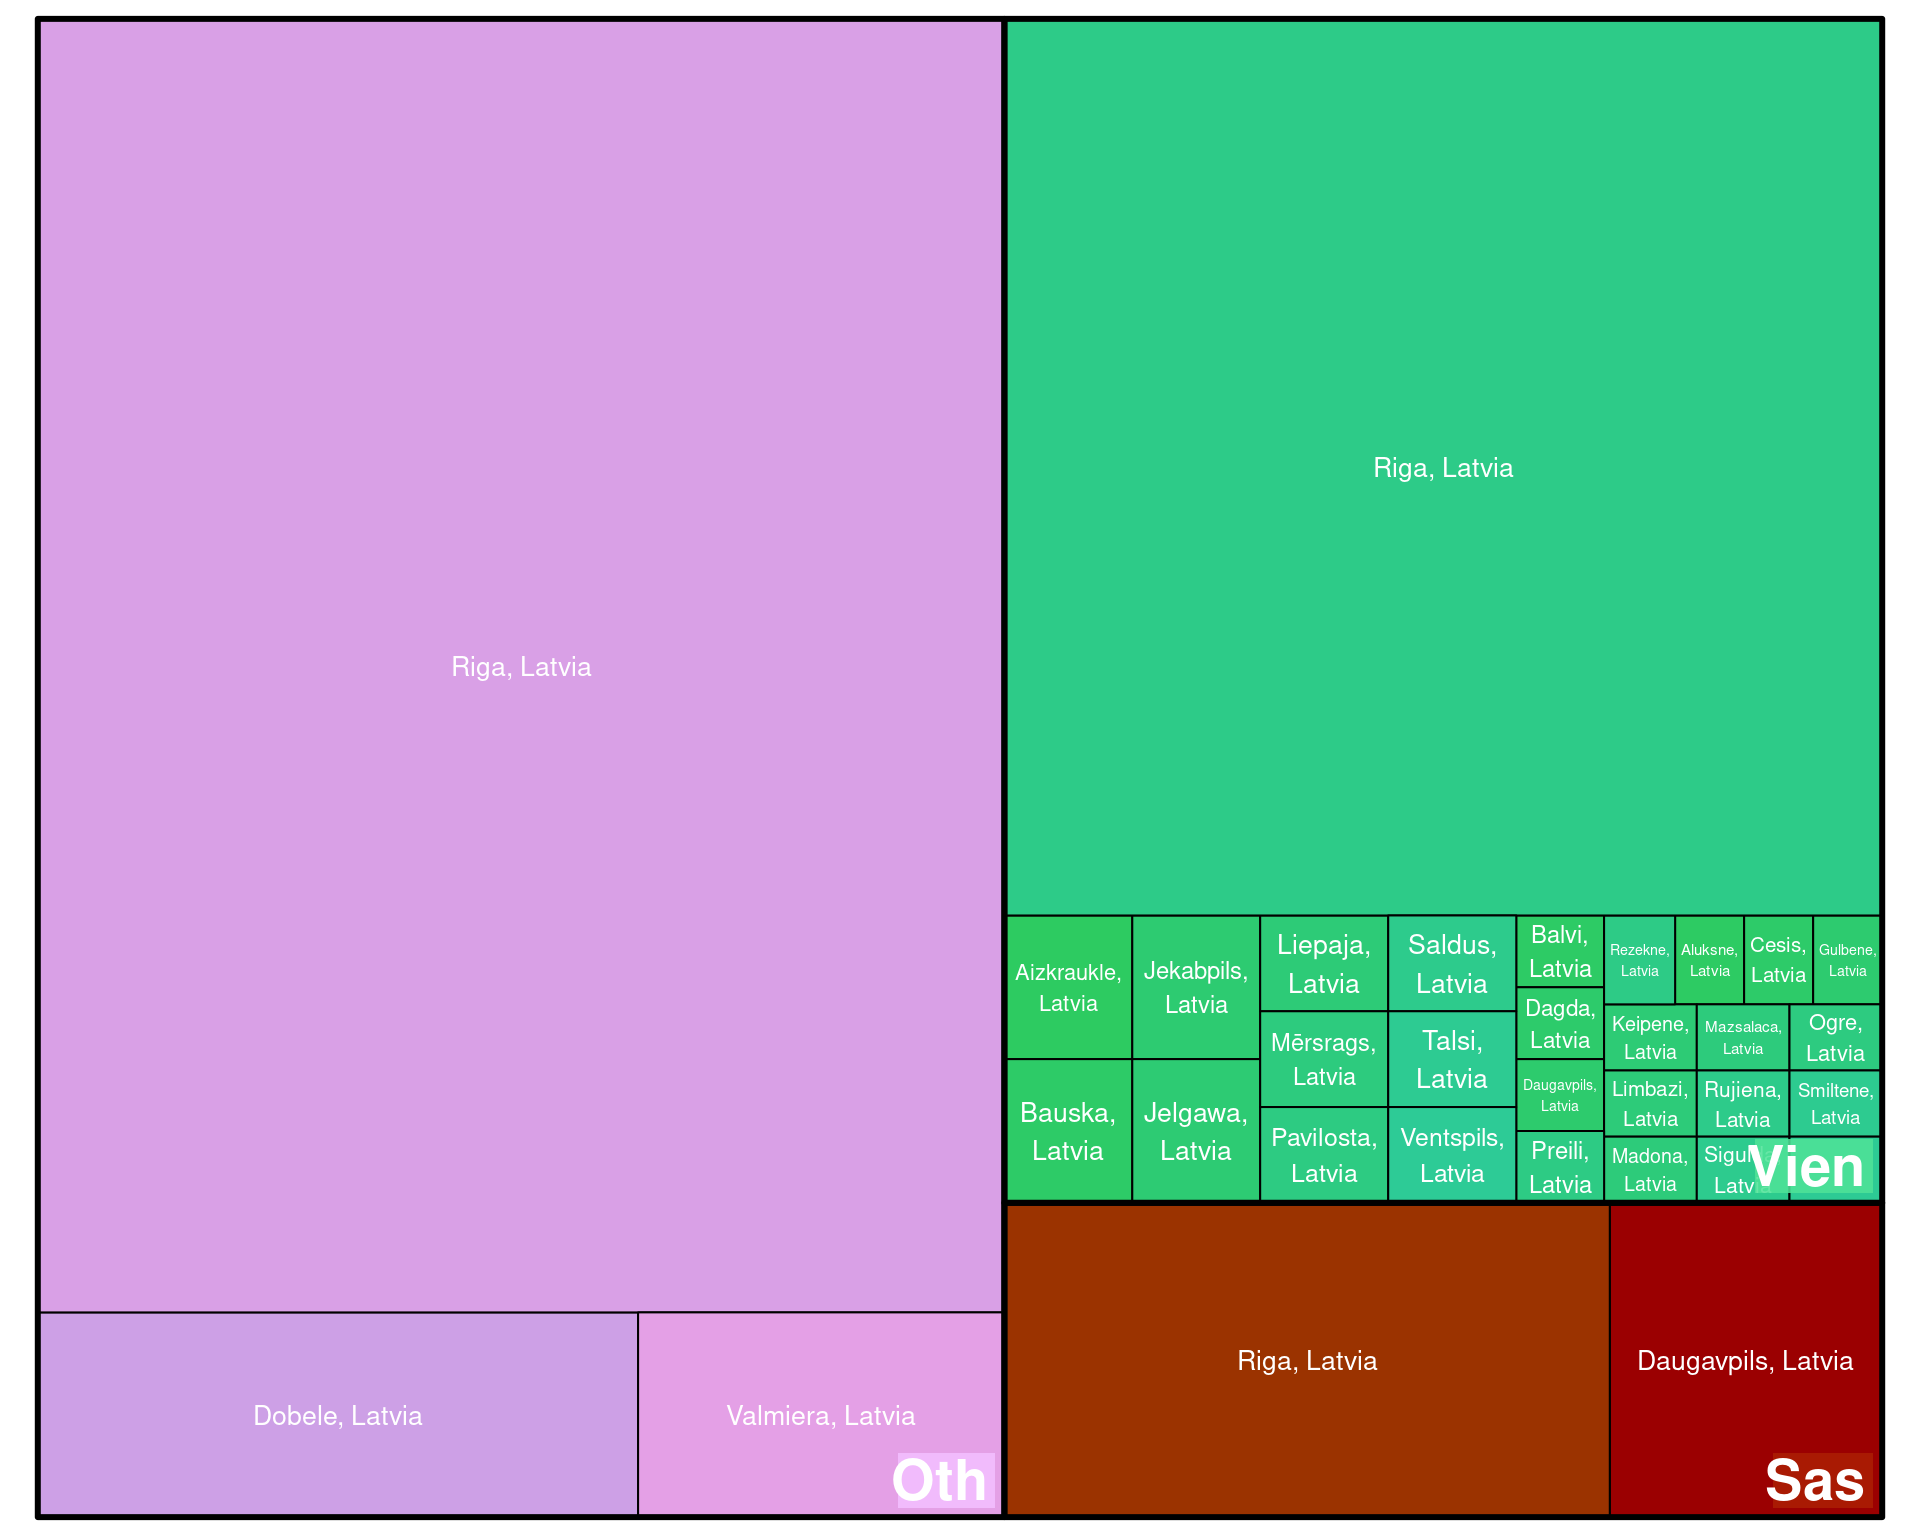 Riga, Latvia
Dobele, Latvia
Valmiera, Latvia
Oth
Riga, Latvia
Aizkraukle,
Latvia
Bauska,
Latvia
Jekabpils,
Latvia
Jelgawa,
Latvia
Liepaja,
Latvia
Mērsrags,
Latvia
Pavilosta,
Latvia
Saldus,
Latvia
Talsi,
Latvia
Ventspils,
Latvia
Balvi,
Latvia
Dagda,
Latvia
Daugavpils,
Latvia
Preili,
Latvia
Rezekne,
Latvia
Aluksne,
Latvia
Cesis,
Latvia
Gulbene,
Latvia
Keipene,
Latvia
Limbazi,
Latvia
Madona,
Latvia
Mazsalaca,
Latvia
Rujiena,
Latvia
Ogre,
Latvia
Smiltene,
Latvia
Vien
Riga, Latvia
Daugavpils, Latvia
Sas